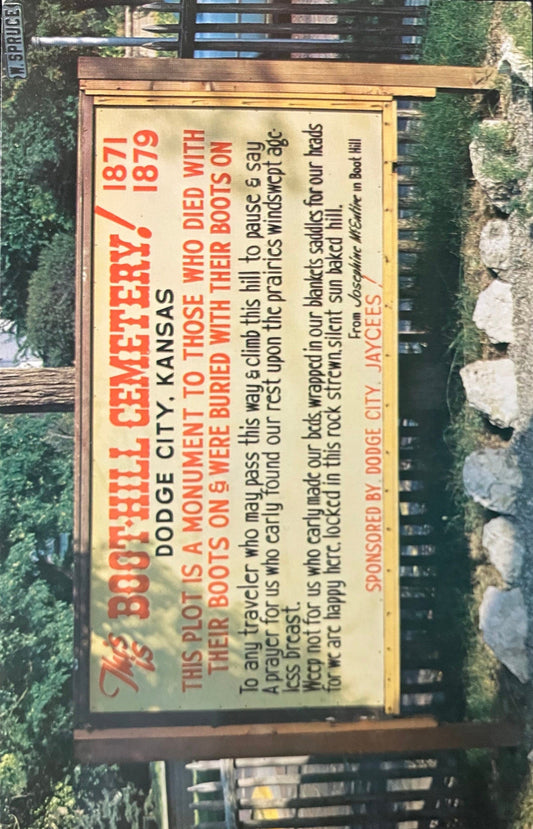 W. SPRUCE
This is BOOT-HILL CEMETERY! 1871 1879
DODGE CITY, KANSAS
THIS PLOT IS A MONUMENT TO THOSE WHO DIED WITH
THEIR BOOTS ON & WERE BURIED WITH THEIR BOOTS ON
To any traveler who may pass this way & climb this hill to pause & say
A prayer for us who early found our rest upon the prairies windswept age-
less breast.
Weep not for us who early made our beds, wrapped in our blankets saddles for our heads
for we are happy here, locked in this rock strewn, silent sun baked hill.
From Josephine McEntire in Boot Hill
SPONSORED BY DODGE CITY, JAYCEES!